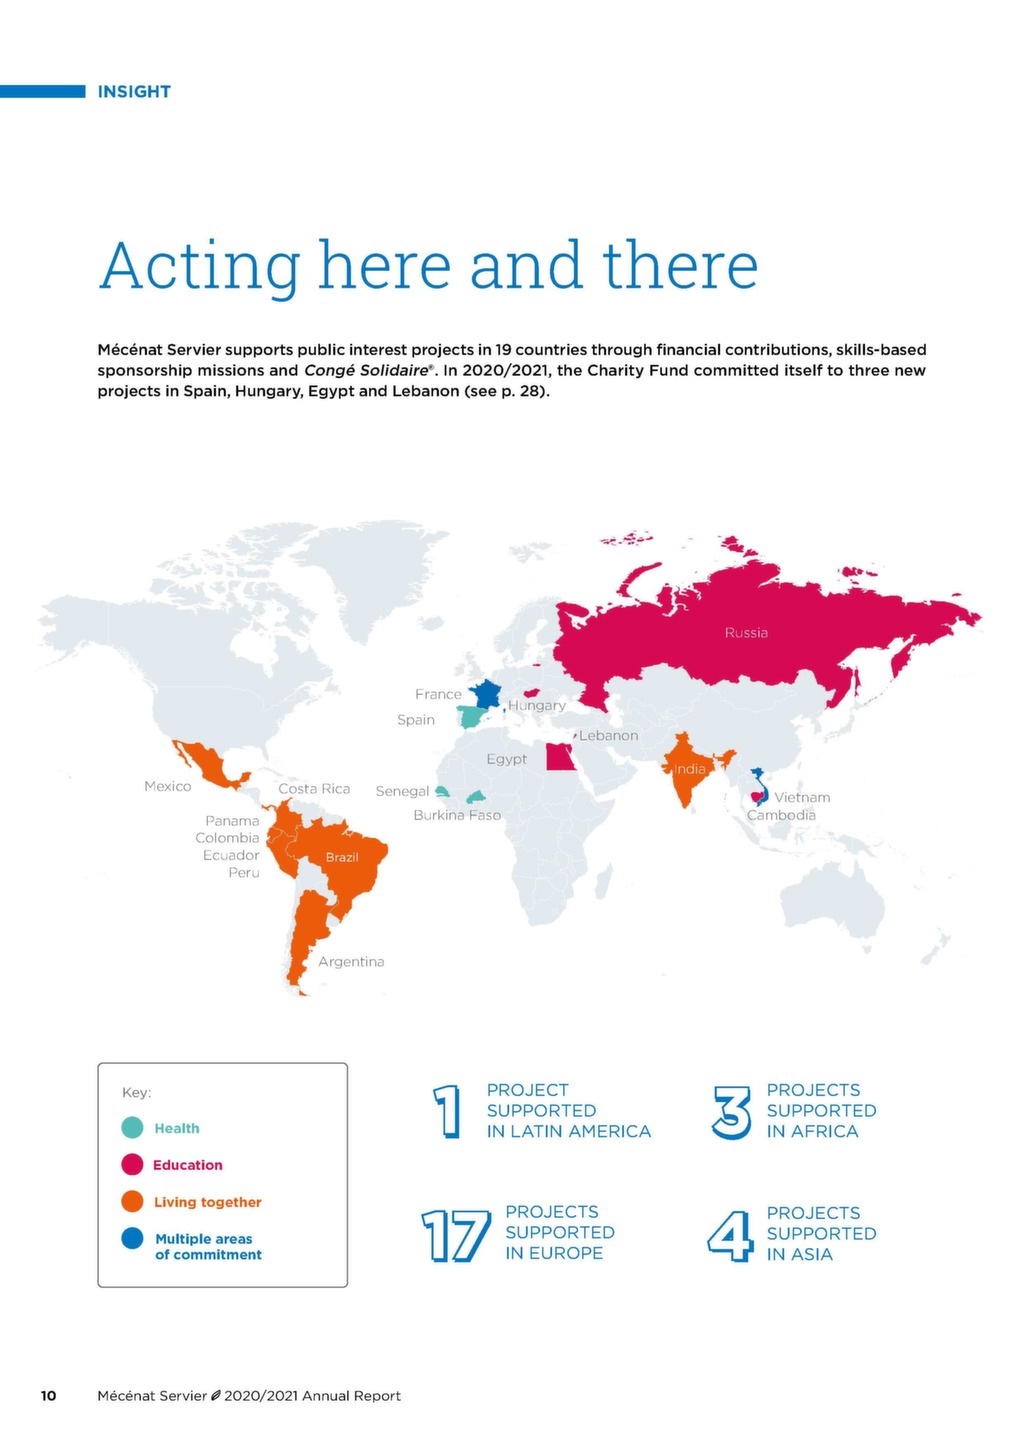 INSIGHT
Acting here and there
Mécénat Servier supports public interest projects in 19 countries through financial contributions, skills-based
sponsorship missions and Congé Solidaire®. In 2020/2021, the Charity Fund committed itself to three new
projects in Spain, Hungary, Egypt and Lebanon (see p. 28).
Russia
France
Hungary
Spain
Lebanon
Egypt
India
Mexico
Costa Rica
Senegal
Vietnam
Burkina Faso
Cambodia
Panama
Colombia
Ecuador
Peru
Brazil
Argentina
Key:
Health
Education
Living together
Multiple areas
of commitment
1
PROJECT
SUPPORTED
IN LATIN AMERICA
3
PROJECTS
SUPPORTED
IN AFRICA
17
PROJECTS
SUPPORTED
IN EUROPE
4
PROJECTS
SUPPORTED
IN ASIA
10 Mécénat Servier 2020/2021 Annual Report